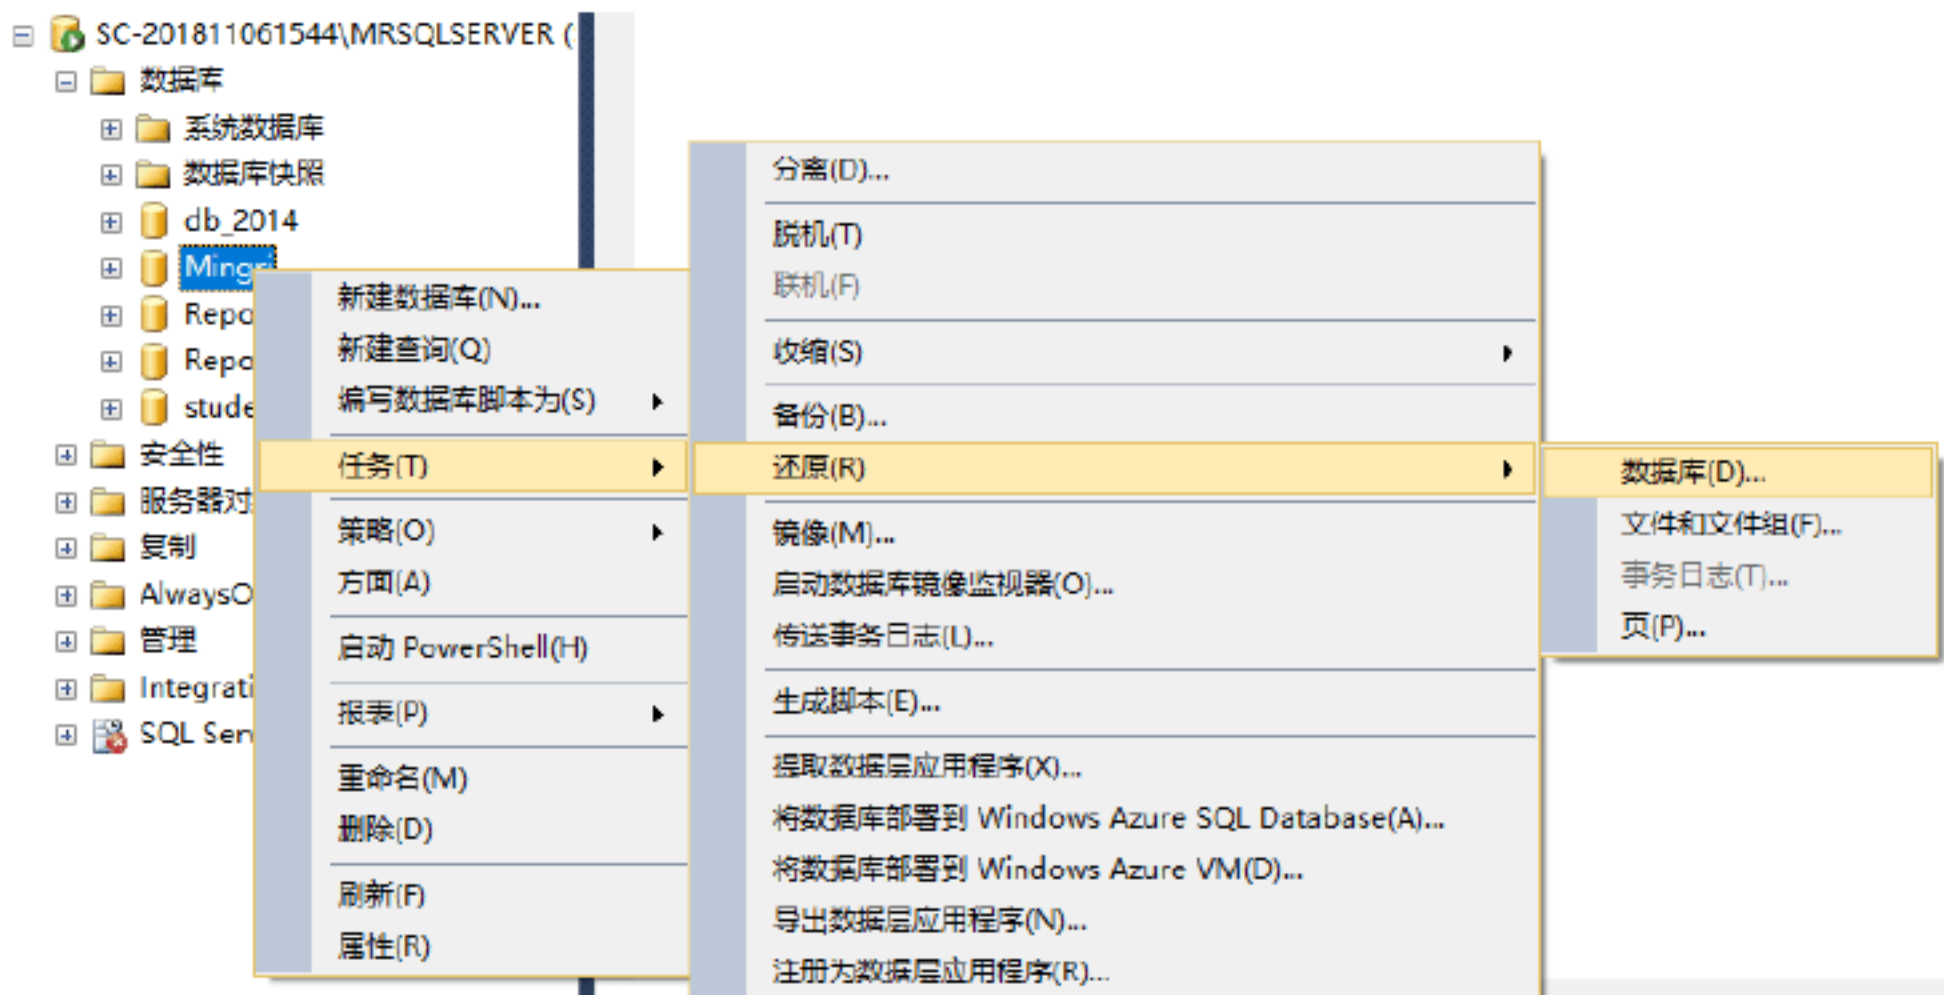 SC-201811061544\MRSQLSERVER (
数据库
系统数据库
数据库快照
db_2014
Mingri
Repo
Repo
stude
安全性
服务器对
复制
AlwaysO
管理
Integrati
SQL Ser
新建数据库(N)...
新建查询(Q)
编写数据库脚本为(S)
任务(T)
策略(O)
方面(A)
启动 PowerShell(H)
报表(P)
重命名(M)
删除(D)
刷新(F)
属性(R)
分离(D)...
脱机(T)
联机(F)
收缩(S)
备份(B)...
还原(R)
镜像(M)...
启动数据库镜像监视器(O)...
传送事务日志(L)...
生成脚本(E)...
提取数据层应用程序(X)...
将数据库部署到 Windows Azure SQL Database(A)...
将数据库部署到 Windows Azure VM(D)...
导出数据层应用程序(N)...
注册为数据层应用程序(R)...
数据库(D)...
文件和文件组(F)...
事务日志(T)...
页(P)...